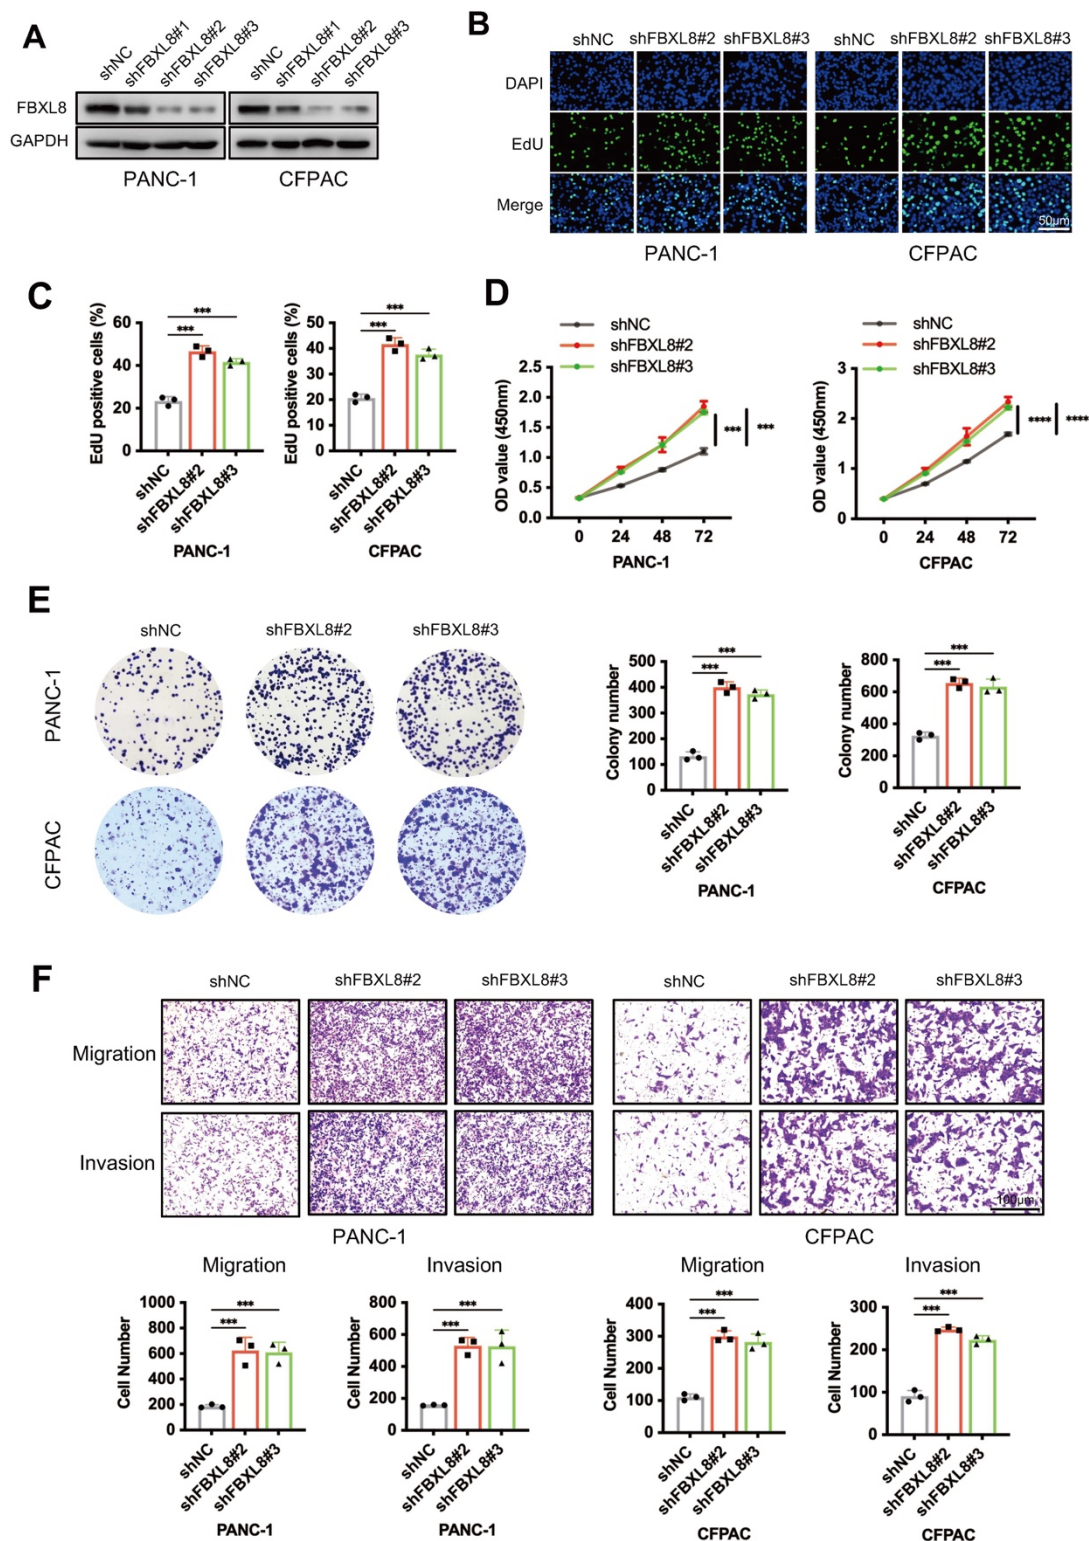 A
shNC shFBXL8#1 shFBXL8#2 shFBXL8#3 shNC shFBXL8#1 shFBXL8#2 shFBXL8#3
FBXL8
GAPDH
PANC-1 CFPAC
B
shNC shFBXL8#2 shFBXL8#3 shNC shFBXL8#2 shFBXL8#3
DAPI
EdU
Merge
50μm
PANC-1 CFPAC
C
EdU positive cells (%)
60
40
20
0
***
***
shNC shFBXL8#2 shFBXL8#3
PANC-1
EdU positive cells (%)
50
40
30
20
10
0
***
***
shNC shFBXL8#2 shFBXL8#3
CFPAC
D
shNC
shFBXL8#2
shFBXL8#3
OD value (450nm)
2.5
2.0
1.5
1.0
0.5
0.0
*** ***
0 24 48 72
PANC-1
shNC
shFBXL8#2
shFBXL8#3
OD value (450nm)
3
2
1
0
**** ****
0 24 48 72
CFPAC
E
shNC shFBXL8#2 shFBXL8#3
PANC-1
CFPAC
Colony number
500
400
300
200
100
0
***
***
shNC shFBXL8#2 shFBXL8#3
PANC-1
Colony number
800
600
400
200
0
***
***
shNC shFBXL8#2 shFBXL8#3
CFPAC
F
shNC shFBXL8#2 shFBXL8#3 shNC shFBXL8#2 shFBXL8#3
Migration
Invasion
100μm
PANC-1 CFPAC
Migration
Cell Number
1000
800
600
400
200
0
***
***
shNC shFBXL8#2 shFBXL8#3
PANC-1
Invasion
Cell Number
800
600
400
200
0
***
***
shNC shFBXL8#2 shFBXL8#3
PANC-1
Migration
Cell Number
400
300
200
100
0
***
***
shNC shFBXL8#2 shFBXL8#3
CFPAC
Invasion
Cell Number
300
200
100
0
***
***
shNC shFBXL8#2 shFBXL8#3
CFPAC